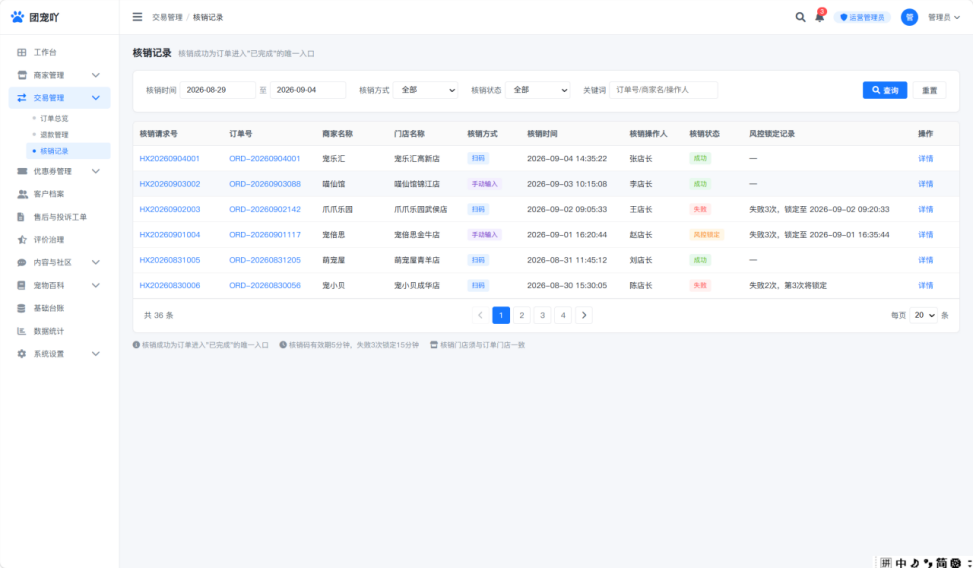 团宠吖
交易管理 / 核销记录
3
运营管理员
管
管理员
工作台
商家管理
交易管理
订单总览
退款管理
核销记录
优惠券管理
客户档案
售后与投诉工单
评价治理
内容与社区
宠物百科
基础台账
数据统计
系统设置
核销记录 核销成功为订单进入"已完成"的唯一入口
核销时间 2026-08-29 至 2026-09-04 核销方式 全部 核销状态 全部 关键词 订单号/商家名/操作人 查询 重置
核销请求号 订单号 商家名称 门店名称 核销方式 核销时间 核销操作人 核销状态 风控锁定记录 操作
HX20260904001 ORD-20260904001 宠乐汇 宠乐汇高新店 扫码 2026-09-04 14:35:22 张店长 成功 — 详情
HX20260903002 ORD-20260903088 喵仙馆 喵仙馆锦江店 手动输入 2026-09-03 10:15:08 李店长 成功 — 详情
HX20260902003 ORD-20260902142 爪爪乐园 爪爪乐园武侯店 扫码 2026-09-02 09:05:33 王店长 失败 失败3次，锁定至 2026-09-02 09:20:33 详情
HX20260901004 ORD-20260901117 宠倍思 宠倍思金牛店 手动输入 2026-09-01 16:20:44 赵店长 风控锁定 失败3次，锁定至 2026-09-01 16:35:44 详情
HX20260831005 ORD-20260831205 萌宠屋 萌宠屋青羊店 扫码 2026-08-31 11:45:12 刘店长 成功 — 详情
HX20260830006 ORD-20260830056 宠小贝 宠小贝成华店 扫码 2026-08-30 15:30:05 陈店长 失败 失败2次，第3次将锁定 详情
共 36 条 1 2 3 4 每页 20 条
核销成功为订单进入"已完成"的唯一入口 核销码有效期5分钟，失败3次锁定15分钟 核销门店须与订单门店一致
拼 中 简